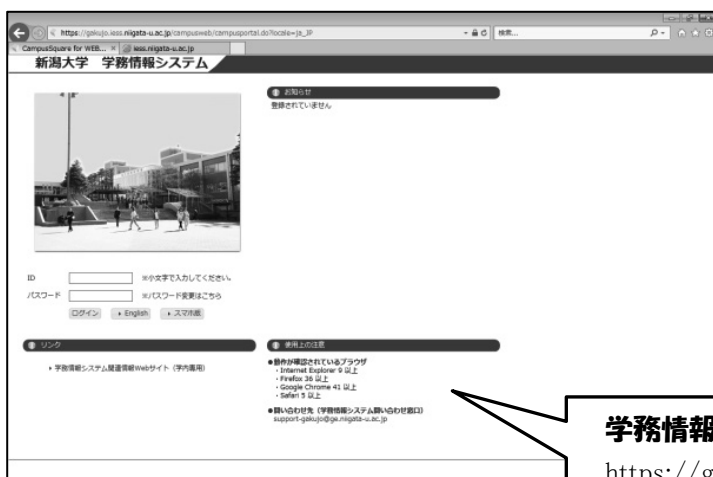 https://gakujo.iess.niigata-u.ac.jp/campusweb/campusportal.do?locale=ja_JP
検索...
CampusSquare for WEB...
iess.niigata-u.ac.jp
新潟大学 学務情報システム
お知らせ
登録されていません
ID ※小文字で入力してください。
パスワード ※パスワード変更はこちら
ログイン English スマホ版
リンク
学務情報システム関連情報Webサイト（学内専用）
使用上の注意
●動作が確認されているブラウザ
・Internet Explorer 9 以上
・Firefox 36 以上
・Google Chrome 41 以上
・Safari 5 以上
●問い合わせ先（学務情報システム問い合わせ窓口）
support-gakujo@ge.niigata-u.ac.jp
学務情報
https://g